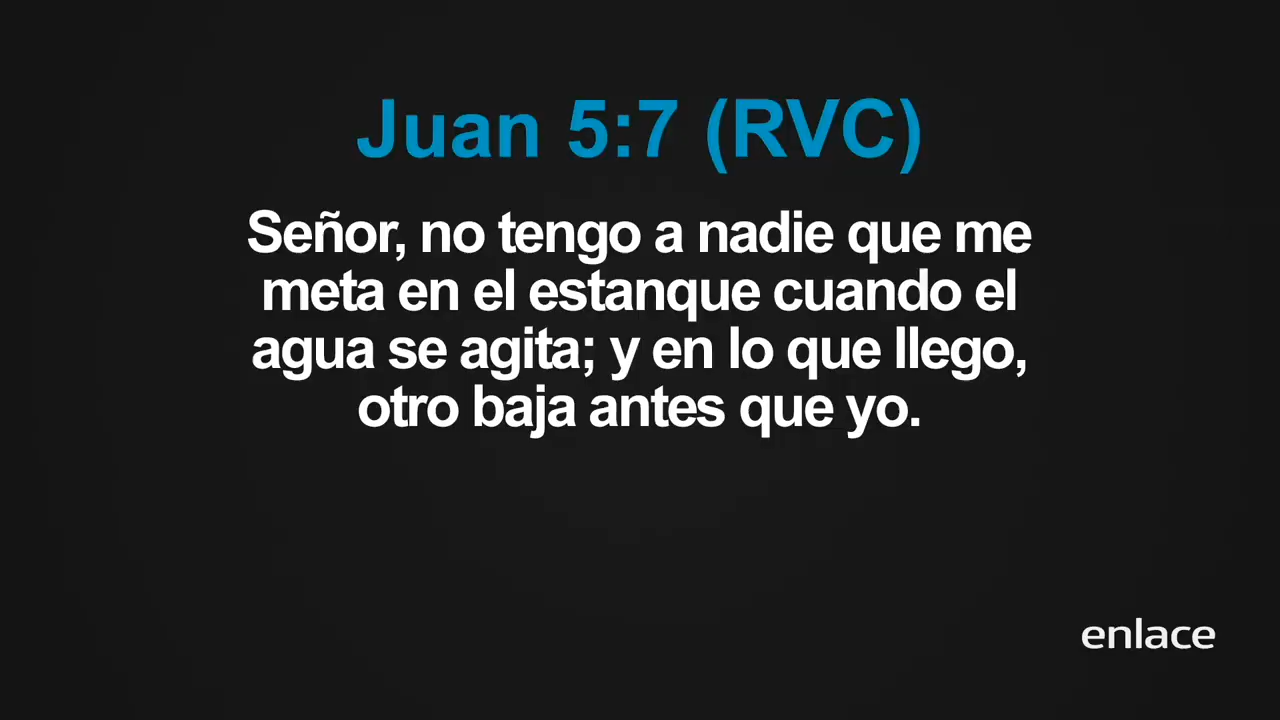 Juan 5:7 (RVC)
Señor, no tengo a nadie que me
meta en el estanque cuando el
agua se agita; y en lo que llego,
otro baja antes que yo.
enlace